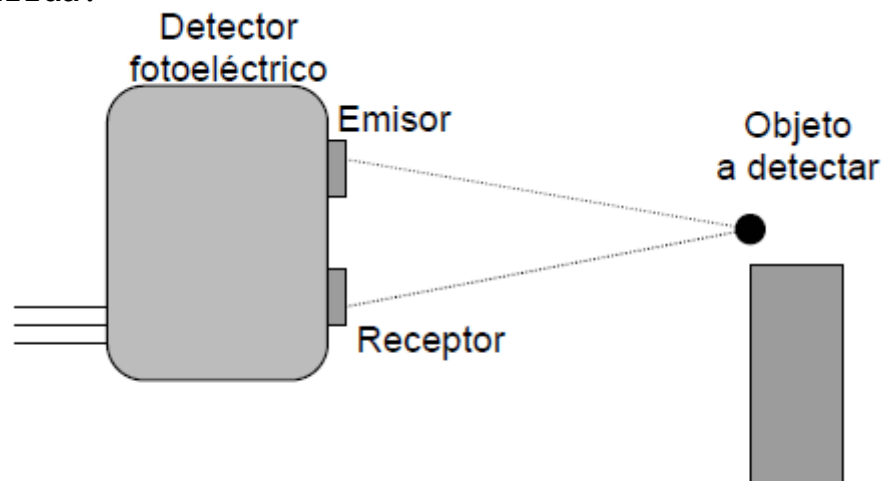 Detector
fotoeléctrico
Emisor
Objeto
a detectar
Receptor